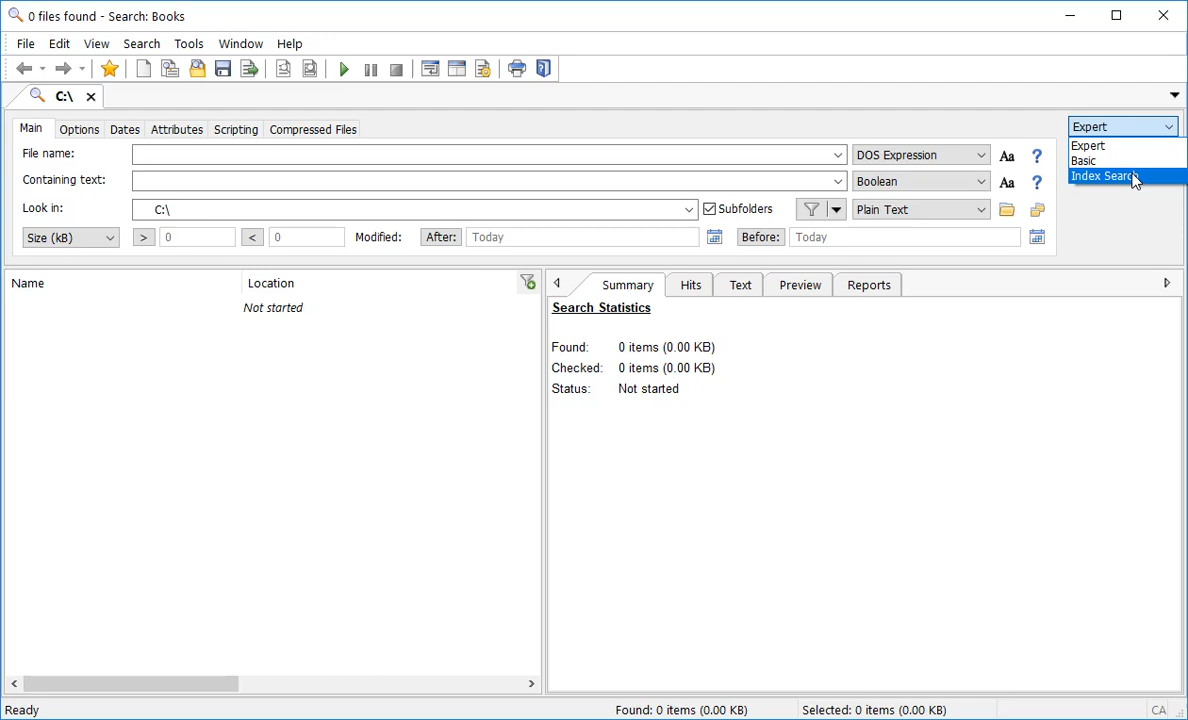 0 files found - Search: Books
File Edit View Search Tools Window Help
C:\
Main Options Dates Attributes Scripting Compressed Files
Expert
Expert
Basic
Index Search
File name: DOS Expression Aa ?
Containing text: Boolean Aa ?
Look in: C:\ Subfolders Plain Text
Size (kB) > 0 < 0 Modified: After: Today Before: Today
Name Location
Not started
Summary Hits Text Preview Reports
Search Statistics
Found: 0 items (0.00 KB)
Checked: 0 items (0.00 KB)
Status: Not started
Ready Found: 0 items (0.00 KB) Selected: 0 items (0.00 KB) CA